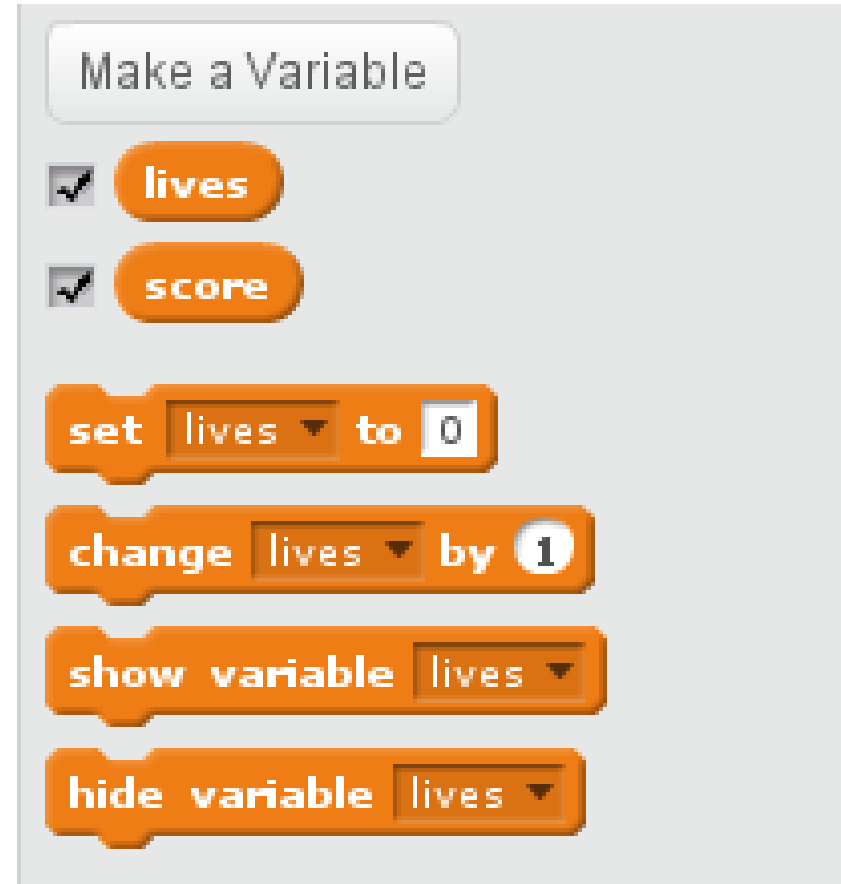 Make a Variable
lives
score
set lives to 0
change lives by 1
show variable lives
hide variable lives